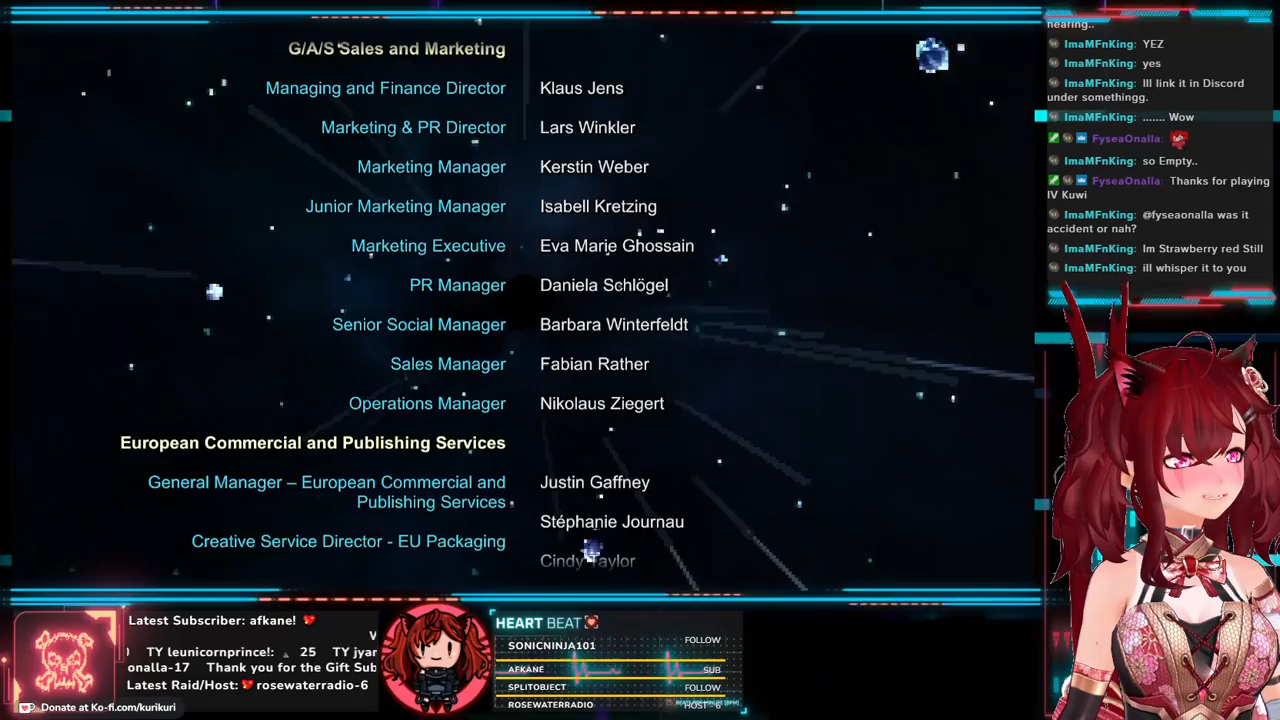 G/A/S Sales and Marketing
Managing and Finance Director Klaus Jens
Marketing & PR Director Lars Winkler
Marketing Manager Kerstin Weber
Junior Marketing Manager Isabell Kretzing
Marketing Executive Eva Marie Ghossain
PR Manager Daniela Schlögel
Senior Social Manager Barbara Winterfeldt
Sales Manager Fabian Rather
Operations Manager Nikolaus Ziegert
European Commercial and Publishing Services
General Manager – European Commercial and Justin Gaffney
Publishing Services
Stéphanie Journau
Creative Service Director - EU Packaging
Cindy Taylor
hearing..
ImaMFnKing: YEZ
ImaMFnKing: yes
ImaMFnKing: Ill link it in Discord
under somethingg.
ImaMFnKing: ....... Wow
FyseaOnalla:
ImaMFnKing: so Empty..
FyseaOnalla: Thanks for playing
IV Kuwi
ImaMFnKing: @fyseaonalla was it
accident or nah?
ImaMFnKing: Im Strawberry red Still
ImaMFnKing: ill whisper it to you
Latest Subscriber: afkane!
TY leunicornprince!: 25 TY jyar
onalla-17 Thank you for the Gift Sub
Latest Raid/Host: rosewaterradio-6
Donate at Ko-fi.com/kurikuri
HEART BEAT
SONICNINJA101 FOLLOW
AFKANE SUB
SPLITOBJECT FOLLOW
ROSEWATERRADIO HOST - 6